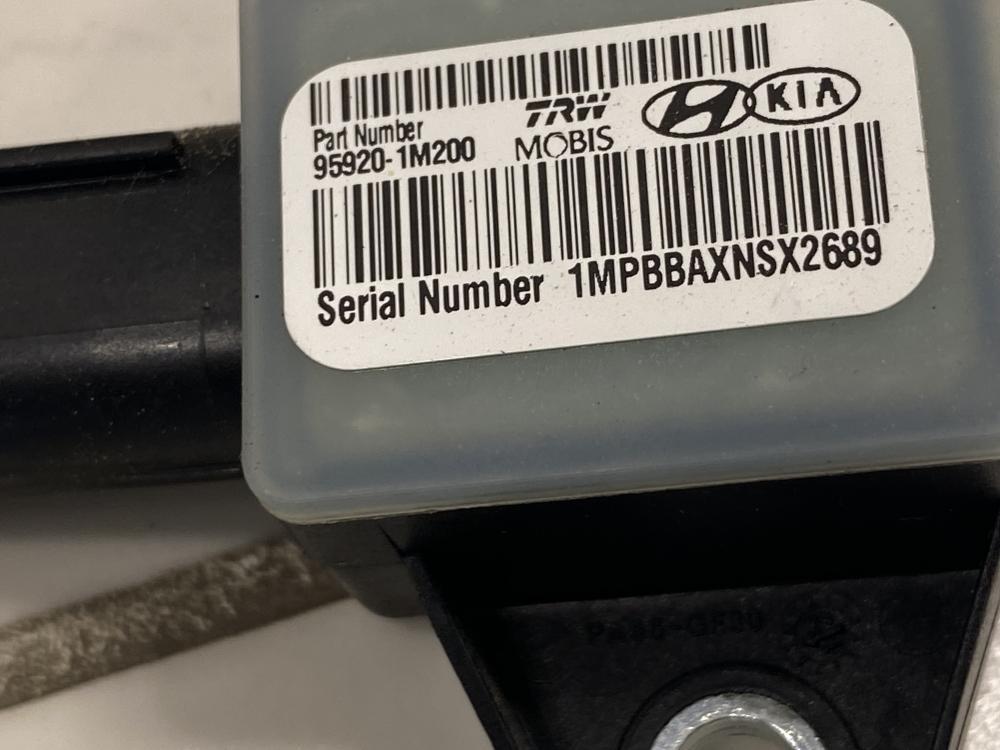 Part Number
95920-1M200
TRW
MOBIS
KIA
Serial Number 1MPBBAXNSX2689